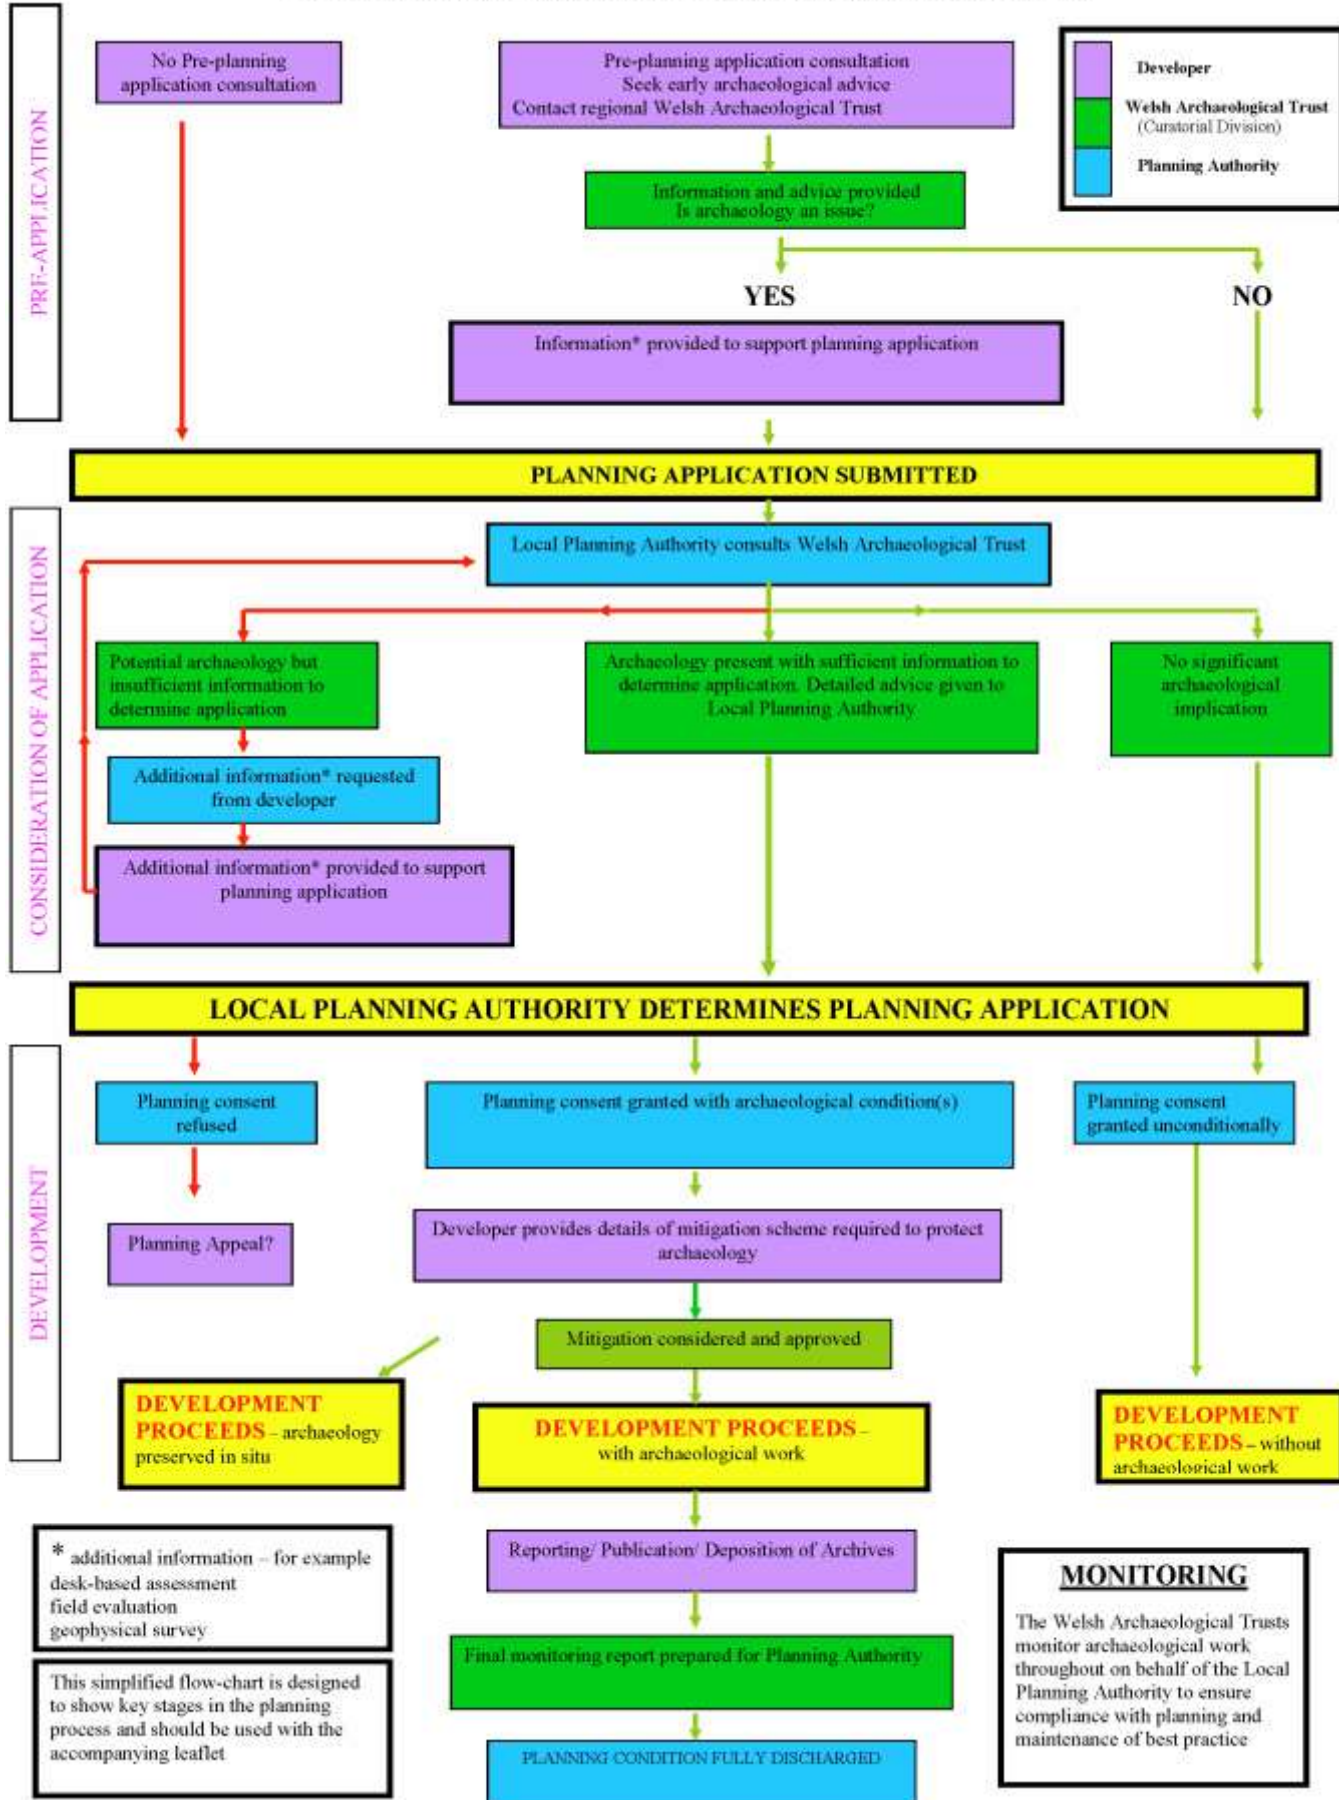 No Pre-planning
application consultation
Pre-planning application consultation
Seek early archaeological advice
Contact regional Welsh Archaeological Trust
Developer
Welsh Archaeological Trust
(Curatorial Division)
Planning Authority
PRE-APPLICATION
Information and advice provided
Is archaeology an issue?
YES
NO
Information* provided to support planning application
PLANNING APPLICATION SUBMITTED
CONSIDERATION OF APPLICATION
Local Planning Authority consults Welsh Archaeological Trust
Potential archaeology but
insufficient information to
determine application
Archaeology present with sufficient information to
determine application. Detailed advice given to
Local Planning Authority
No significant
archaeological
implication
Additional information* requested
from developer
Additional information* provided to support
planning application
LOCAL PLANNING AUTHORITY DETERMINES PLANNING APPLICATION
DEVELOPMENT
Planning consent
refused
Planning consent granted with archaeological condition(s)
Planning consent
granted unconditionally
Planning Appeal?
Developer provides details of mitigation scheme required to protect
archaeology
Mitigation considered and approved
DEVELOPMENT
PROCEEDS – archaeology
preserved in situ
DEVELOPMENT PROCEEDS –
with archaeological work
DEVELOPMENT
PROCEEDS – without
archaeological work
Reporting/ Publication/ Deposition of Archives
* additional information – for example
desk-based assessment
field evaluation
geophysical survey
Final monitoring report prepared for Planning Authority
This simplified flow-chart is designed
to show key stages in the planning
process and should be used with the
accompanying leaflet
PLANNING CONDITION FULLY DISCHARGED
MONITORING
The Welsh Archaeological Trusts
monitor archaeological work
throughout on behalf of the Local
Planning Authority to ensure
compliance with planning and
maintenance of best practice